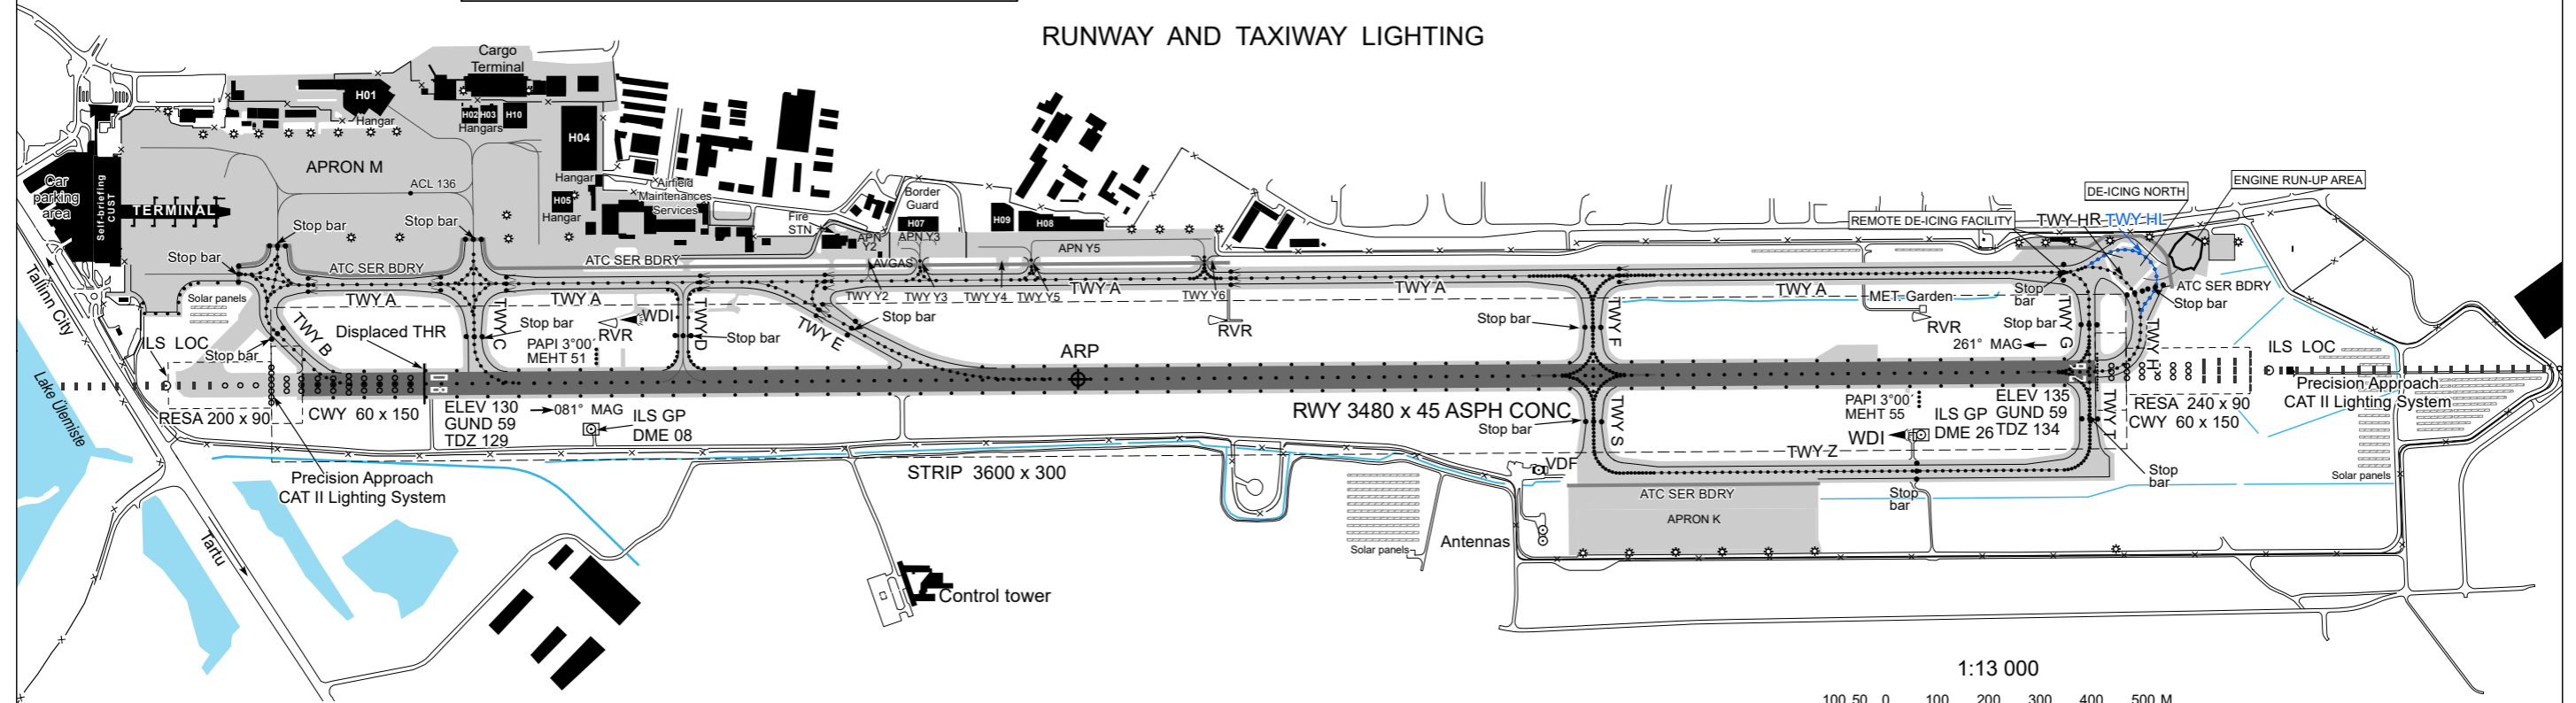 RUNWAY AND TAXIWAY LIGHTING
Cargo
Terminal
H01
Hangar
H02
H03
H10
Hangars
H04
Hangar
APRON M
ACL 136
Car
parking
area
Self-briefing
CUST
TERMINAL
H05
Hangar
Airfield
Maintenances
Services
Fire
STN
Border
Guard
H07
H09
H08
APN
Y2
APN Y3
APN Y5
AVGAS
ENGINE RUN-UP AREA
DE-ICING NORTH
REMOTE DE-ICING FACILITY
TWY HR
TWY HL
Stop bar
Stop bar
Stop bar
ATC SER BDRY
ATC SER BDRY
ATC SER BDRY
Tallinn City
Solar panels
TWY A
TWY A
TWY Y2
TWY Y3
TWY Y4
TWY Y5
TWY A
TWY Y6
TWY A
TWY A
MET-Garden
Stop
bar
Stop bar
TWY B
TWY C
TWY D
TWY E
TWY F
TWY G
TWY H
Displaced THR
Stop bar
WDI
RVR
Stop bar
Stop bar
RVR
Stop bar
RVR
Stop bar
ILS LOC
Stop bar
PAPI 3°00´
MEHT 51
ARP
261° MAG
ILS LOC
Precision Approach
CAT II Lighting System
Lake Ülemiste
RESA 200 x 90
CWY 60 x 150
18
ELEV 130
GUND 59
TDZ 129
081° MAG
ILS GP
DME 08
RWY 3480 x 45 ASPH CONC
Stop bar
TWY S
PAPI 3°00´
MEHT 55
WDI
ILS GP
DME 26
ELEV 135
GUND 59
TDZ 134
RESA 240 x 90
CWY 60 x 150
Precision Approach
CAT II Lighting System
STRIP 3600 x 300
TWY Z
VDF
Stop
bar
Stop
bar
Solar panels
ATC SER BDRY
APRON K
Solar panels
Antennas
Tartu
Control tower
1:13 000
100 50 0 100 200 300 400 500 M